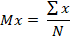 Mx = ∑ x / N